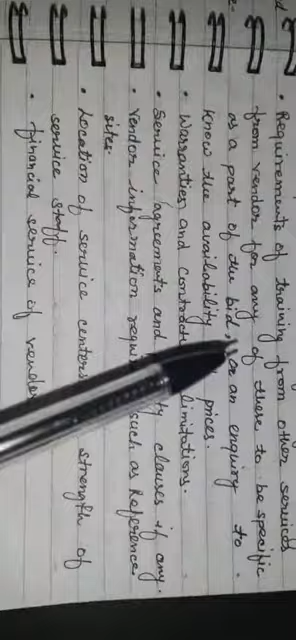 • Requirements of training from other services
from vendor for any of these to be specific
as a part of the bid, or an enquiry to
know the availability prices.
• Warranties and Contract limitations.
• Service agreements and clauses if any.
• Vendor information such as Reference
sites.
• Location of service centers strength of
service staff.
• Financial service of